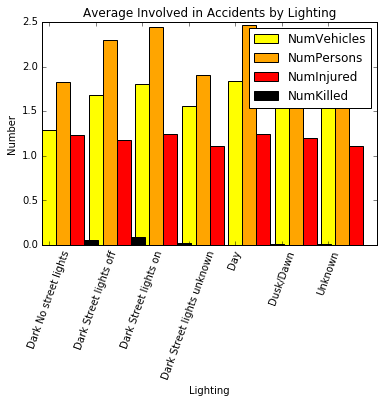 Average Involved in Accidents by Lighting
2.5
2.0
1.5
1.0
0.5
0.0
Number
NumVehicles
NumPersons
NumInjured
NumKilled
Dark No street lights
Dark Street lights off
Dark Street lights on
Dark Street lights unknown
Day
Dusk/Dawn
Unknown
Lighting